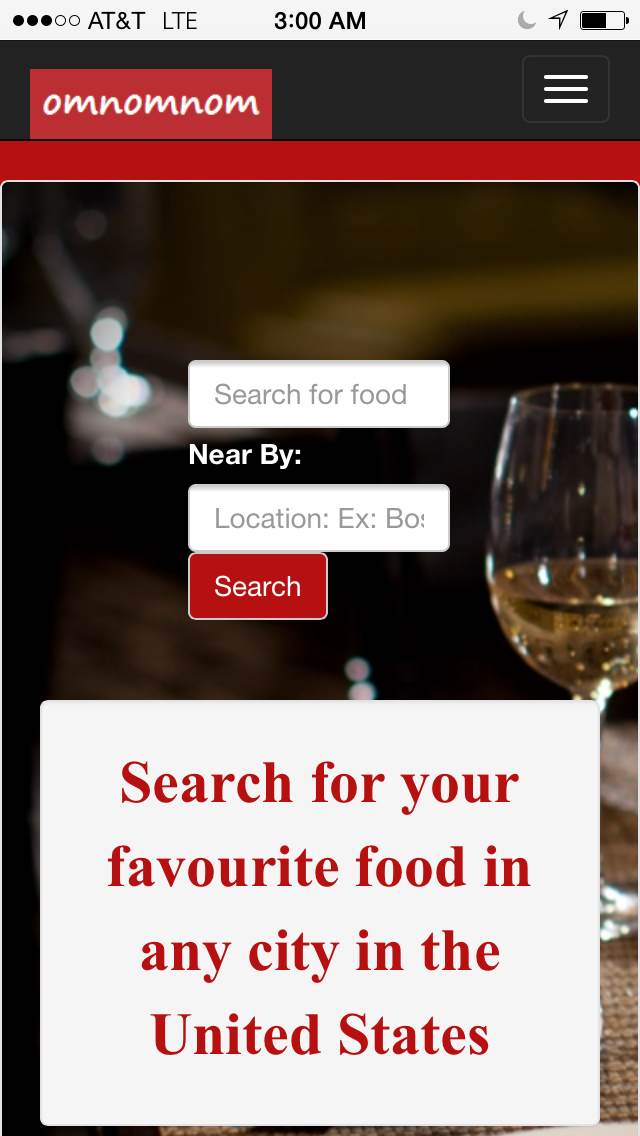 AT&T LTE 3:00 AM
omnomnom
Search for food
Near By:
Location: Ex: Bos
Search
Search for your
favourite food in
any city in the
United States